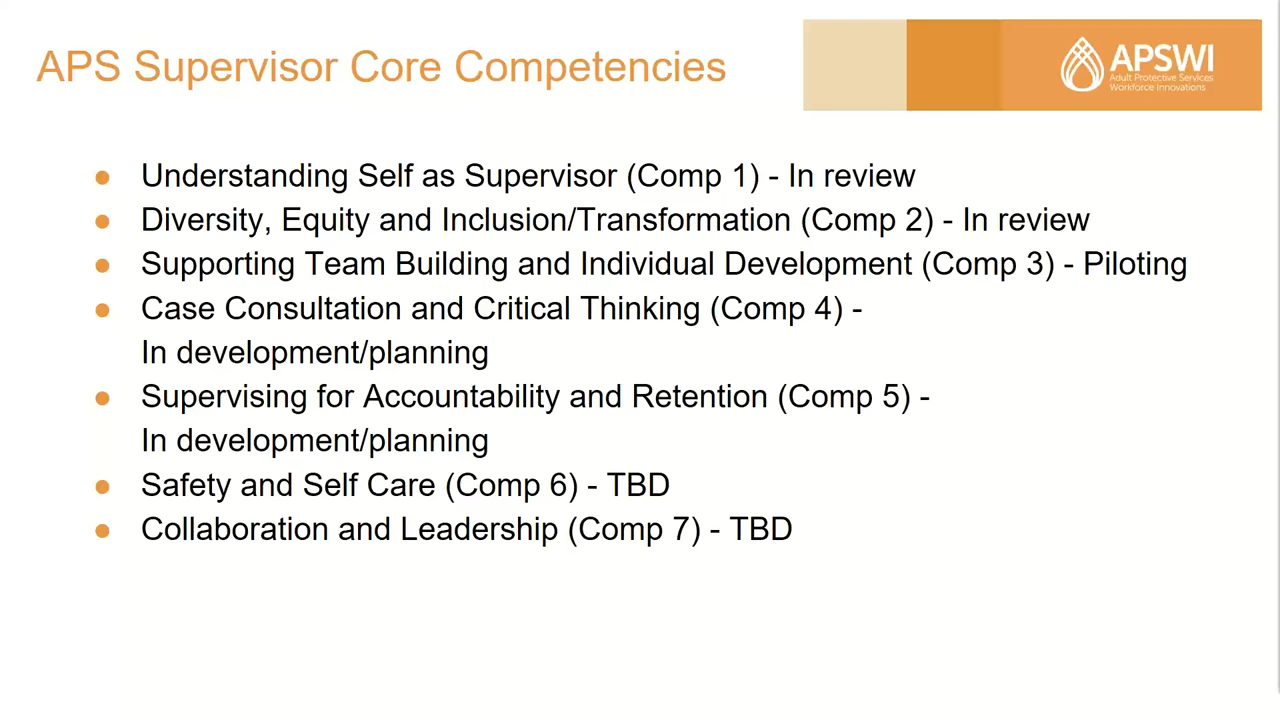 APS Supervisor Core Competencies
APSWI
Adult Protective Services
Workforce Innovations
● Understanding Self as Supervisor (Comp 1) - In review
● Diversity, Equity and Inclusion/Transformation (Comp 2) - In review
● Supporting Team Building and Individual Development (Comp 3) - Piloting
● Case Consultation and Critical Thinking (Comp 4) -
In development/planning
● Supervising for Accountability and Retention (Comp 5) -
In development/planning
● Safety and Self Care (Comp 6) - TBD
● Collaboration and Leadership (Comp 7) - TBD